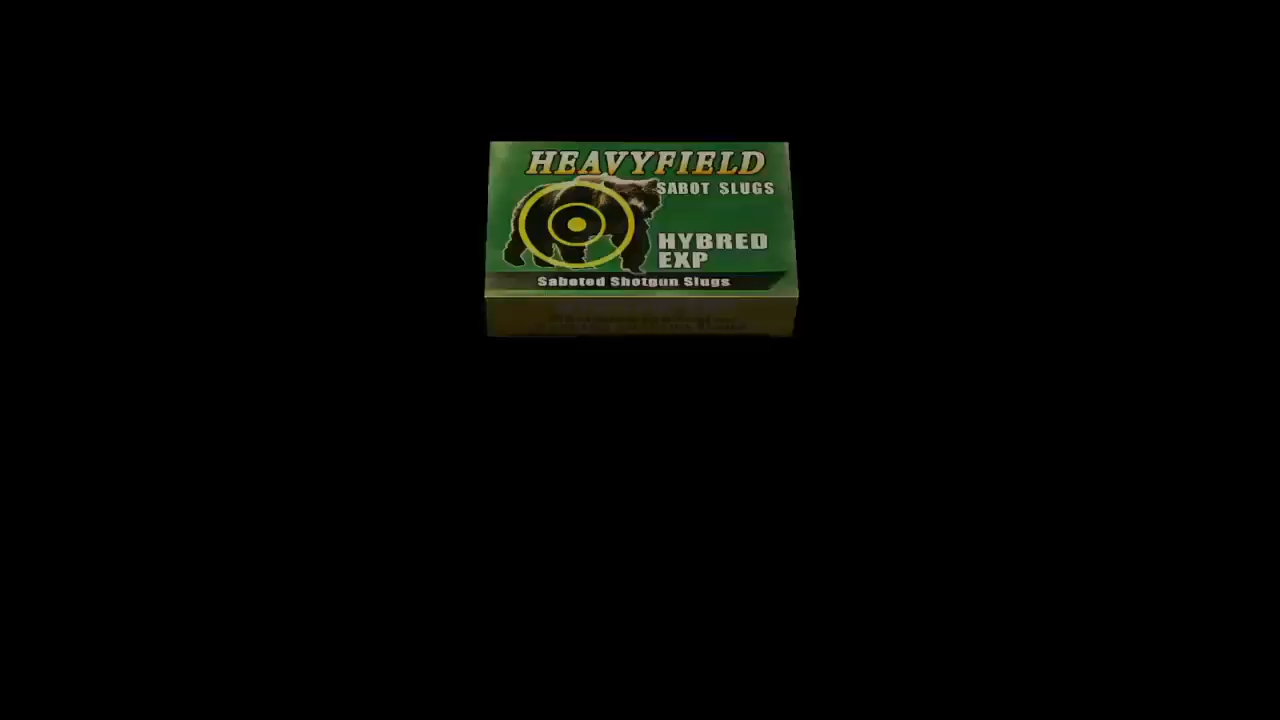 HEAVYFIELD
SABOT SLUGS
HYBRED
EXP
Saboted Shotgun Slugs